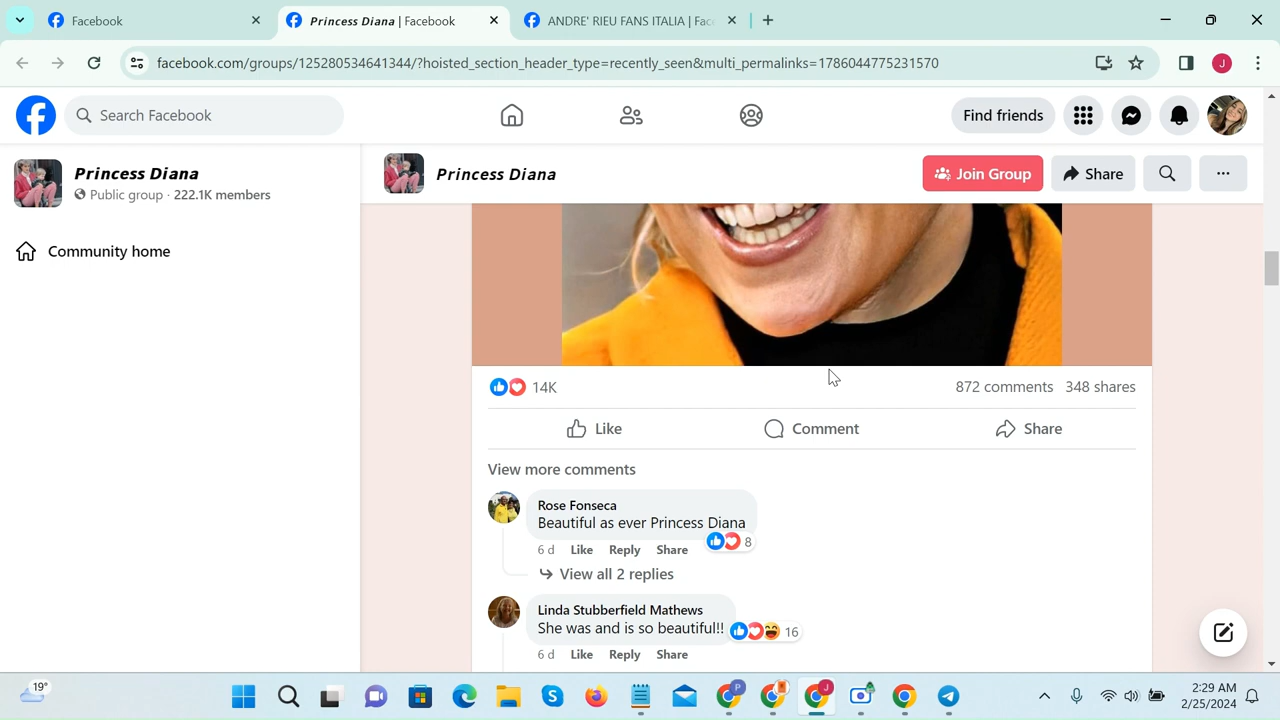 Facebook
Princess Diana | Facebook
ANDRE' RIEU FANS ITALIA | Fac
facebook.com/groups/125280534641344/?hoisted_section_header_type=recently_seen&multi_permalinks=1786044775231570
J
Search Facebook
Find friends
Princess Diana
Public group · 222.1K members
Community home
Princess Diana
Join Group
Share
14K
872 comments 348 shares
Like
Comment
Share
View more comments
Rose Fonseca
Beautiful as ever Princess Diana
8
6 d Like Reply Share
View all 2 replies
Linda Stubberfield Mathews
She was and is so beautiful!!
16
6 d Like Reply Share
19°
P
J
2:29 AM
2/25/2024